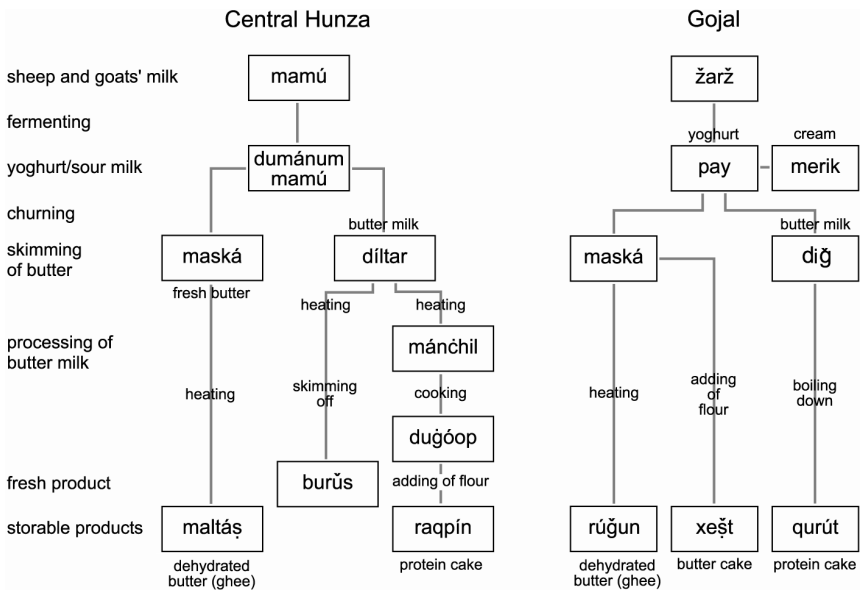 Central Hunza
Gojal
sheep and goats' milk
mamú
žarž
fermenting
yoghurt
cream
yoghurt/sour milk
dumánum
mamú
pay
merik
churning
butter milk
butter milk
skimming
of butter
maská
díltar
maská
diğ
fresh butter
heating
heating
processing of
butter milk
mánċhil
heating
skimming
off
cooking
heating
adding
of
flour
boiling
down
duġóop
fresh product
burŭs
adding of flour
storable products
maltáṣ
raqpín
rúğun
xeṣ̌t
qurút
dehydrated
butter (ghee)
protein cake
dehydrated
butter (ghee)
butter cake
protein cake